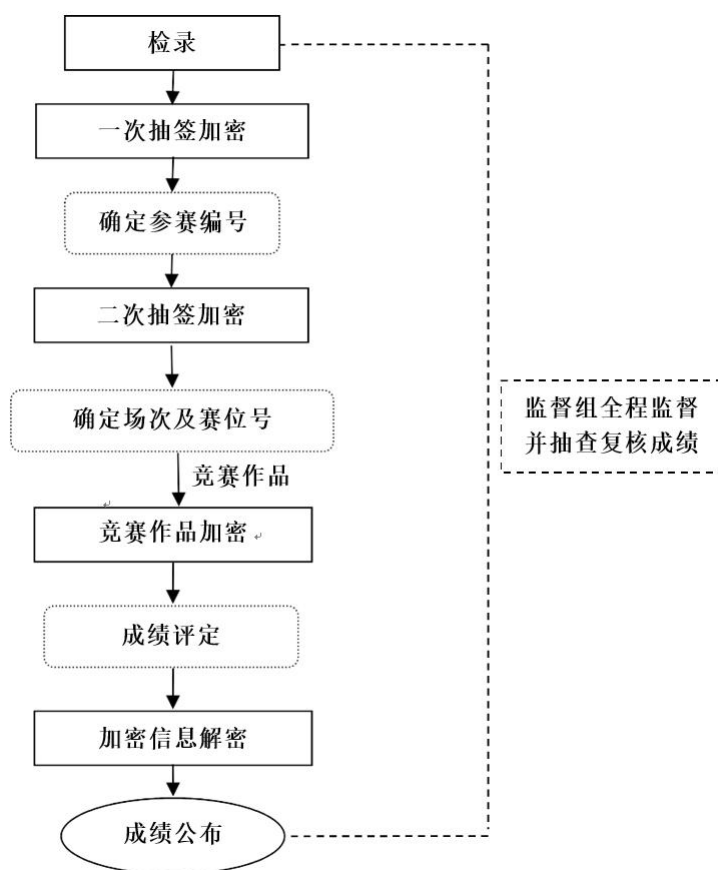 检录
一次抽签加密
确定参赛编号
二次抽签加密
确定场次及赛位号
竞赛作品
竞赛作品加密
成绩评定
加密信息解密
成绩公布
监督组全程监督
并抽查复核成绩